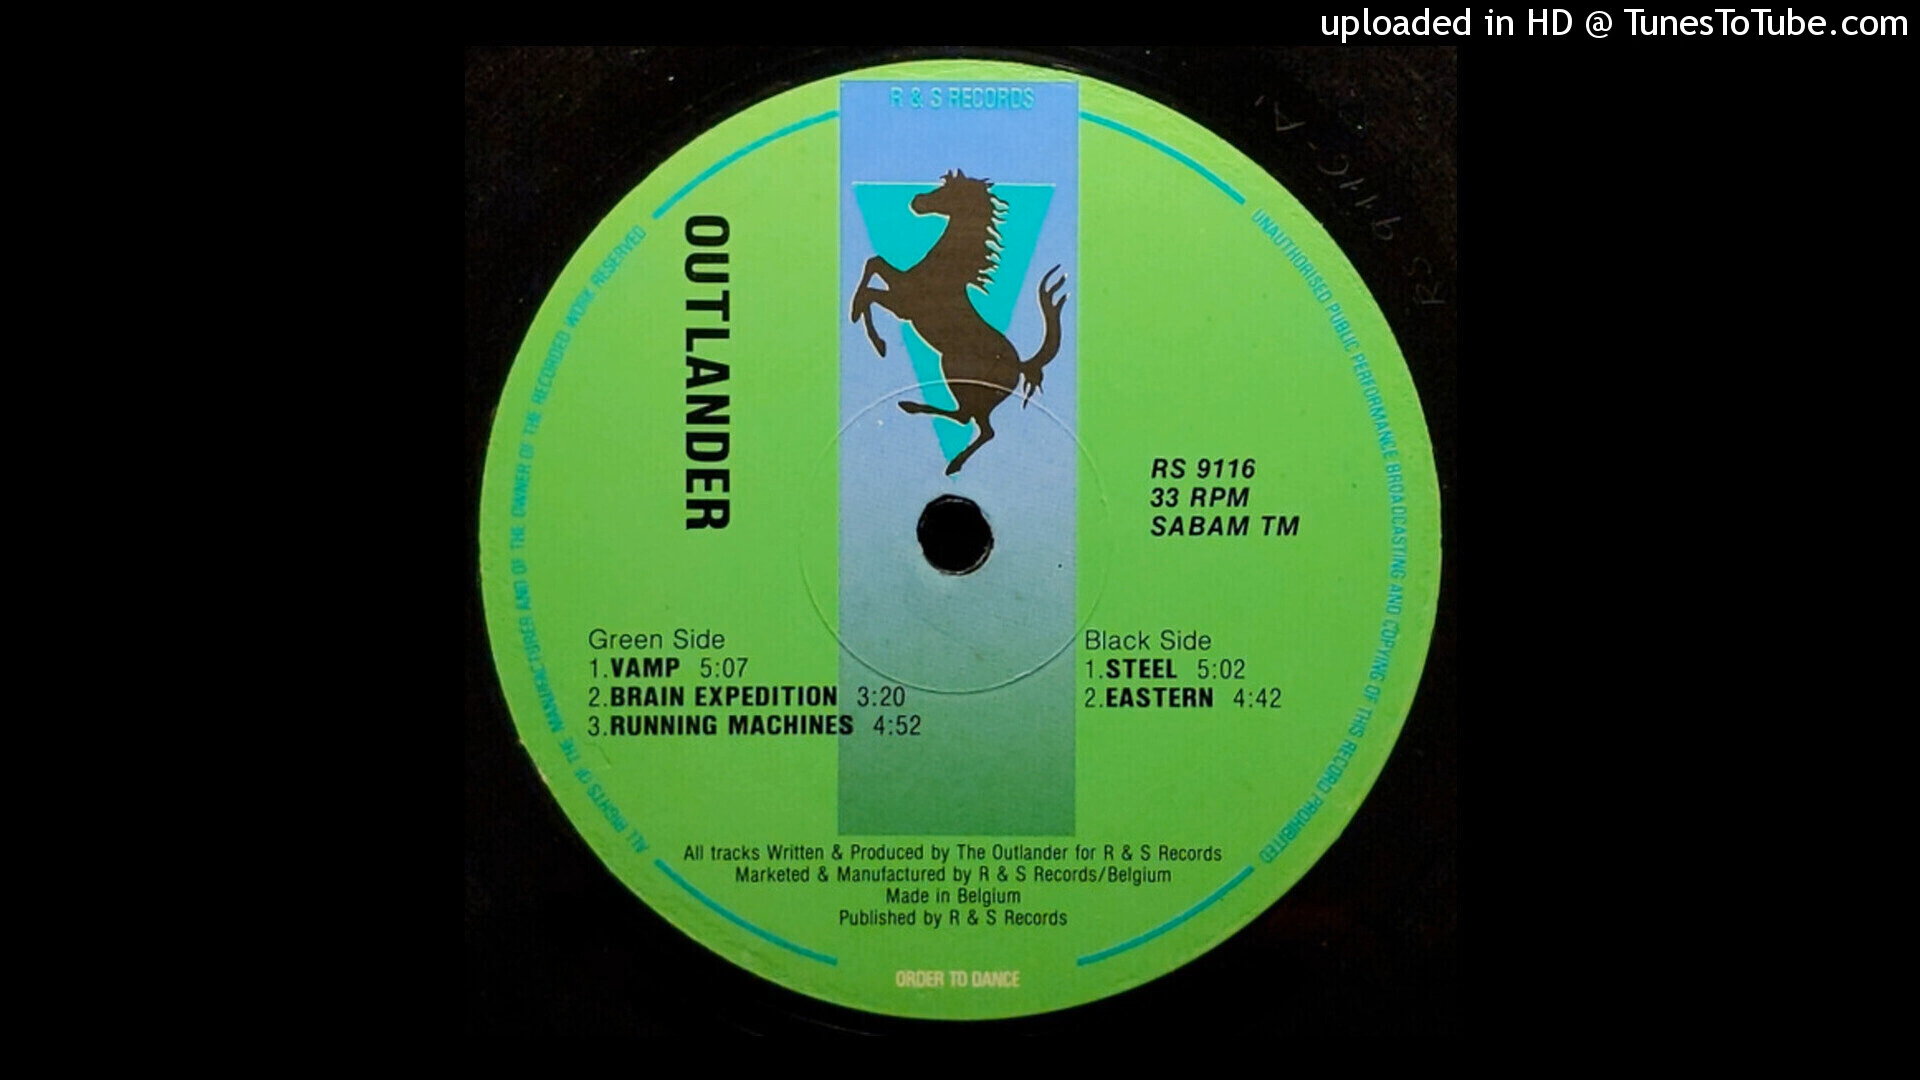 uploaded in HD @ TunesToTube.com
R & S RECORDS
OUTLANDER
RS 9116
33 RPM
SABAM TM
Green Side
1.VAMP 5:07
2.BRAIN EXPEDITION 3:20
3.RUNNING MACHINES 4:52
Black Side
1.STEEL 5:02
2.EASTERN 4:42
All tracks Written & Produced by The Outlander for R & S Records
Marketed & Manufactured by R & S Records/Belgium
Made in Belgium
Published by R & S Records
ORDER TO DANCE
ALL RIGHTS OF THE MANUFACTURER AND OF THE OWNER OF THE RECORDED WORK RESERVED
UNAUTHORISED PUBLIC PERFORMANCE BROADCASTING AND COPYING OF THIS RECORD PROHIBITED
RS 9116 A